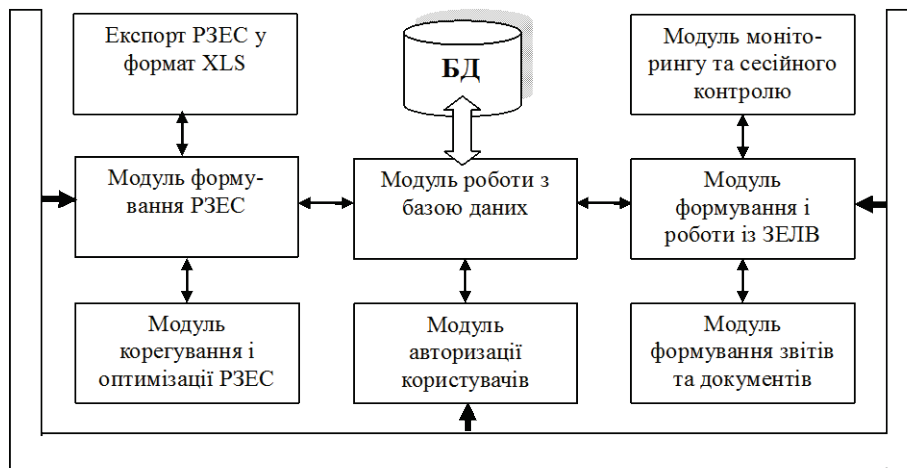 Експорт РЗЕС у
формат XLS
БД
Модуль моніто-
рингу та сесійного
контролю
Модуль форму-
вання РЗЕС
Модуль роботи з
базою даних
Модуль
формування і
роботи із ЗЕЛВ
Модуль
корегування і
оптимізації РЗЕС
Модуль
авторизації
користувачів
Модуль
формування звітів
та документів